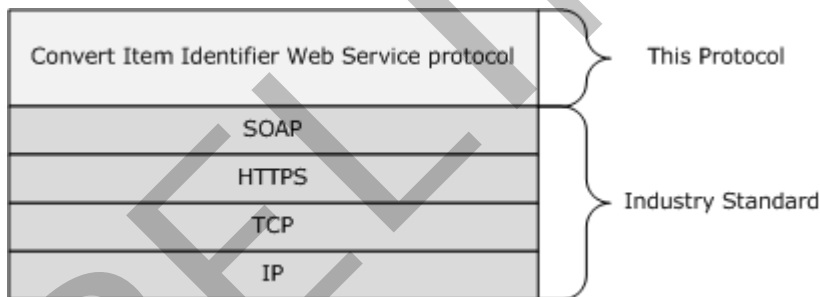 Convert Item Identifier Web Service protocol
This Protocol
SOAP
HTTPS
TCP
IP
Industry Standard